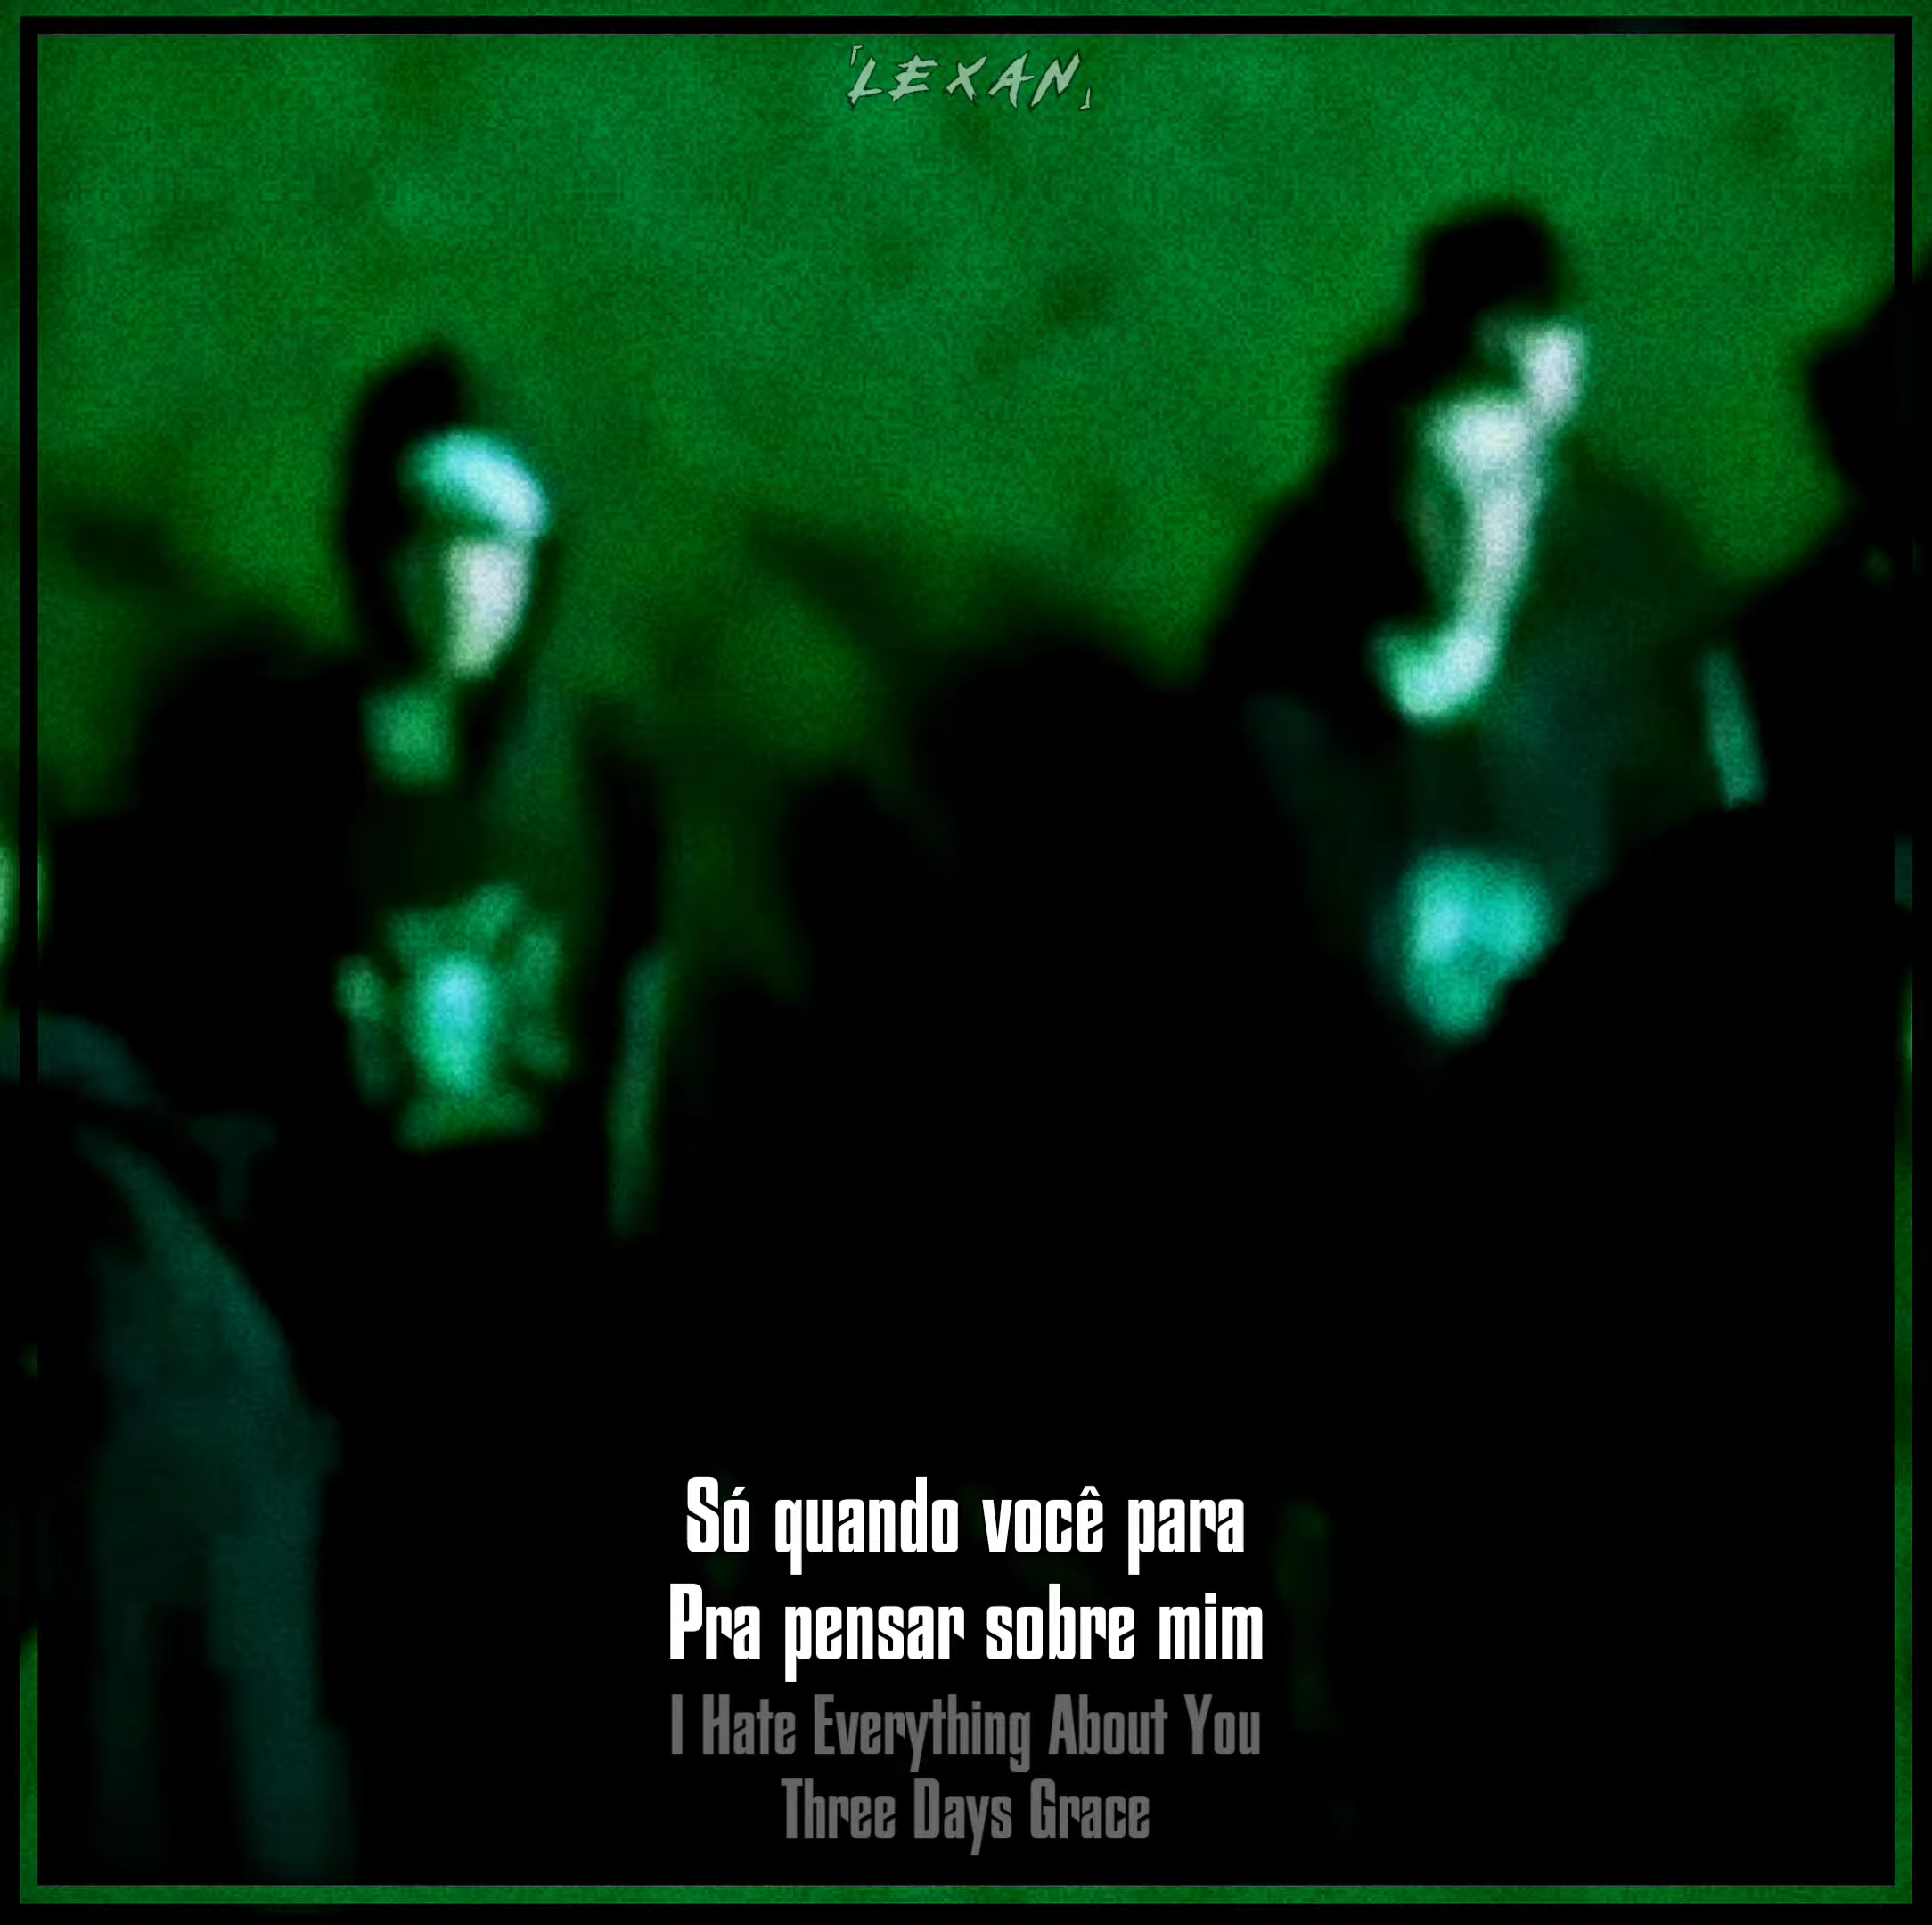 「LEXAN」
Só quando você para
Pra pensar sobre mim
I Hate Everything About You
Three Days Grace